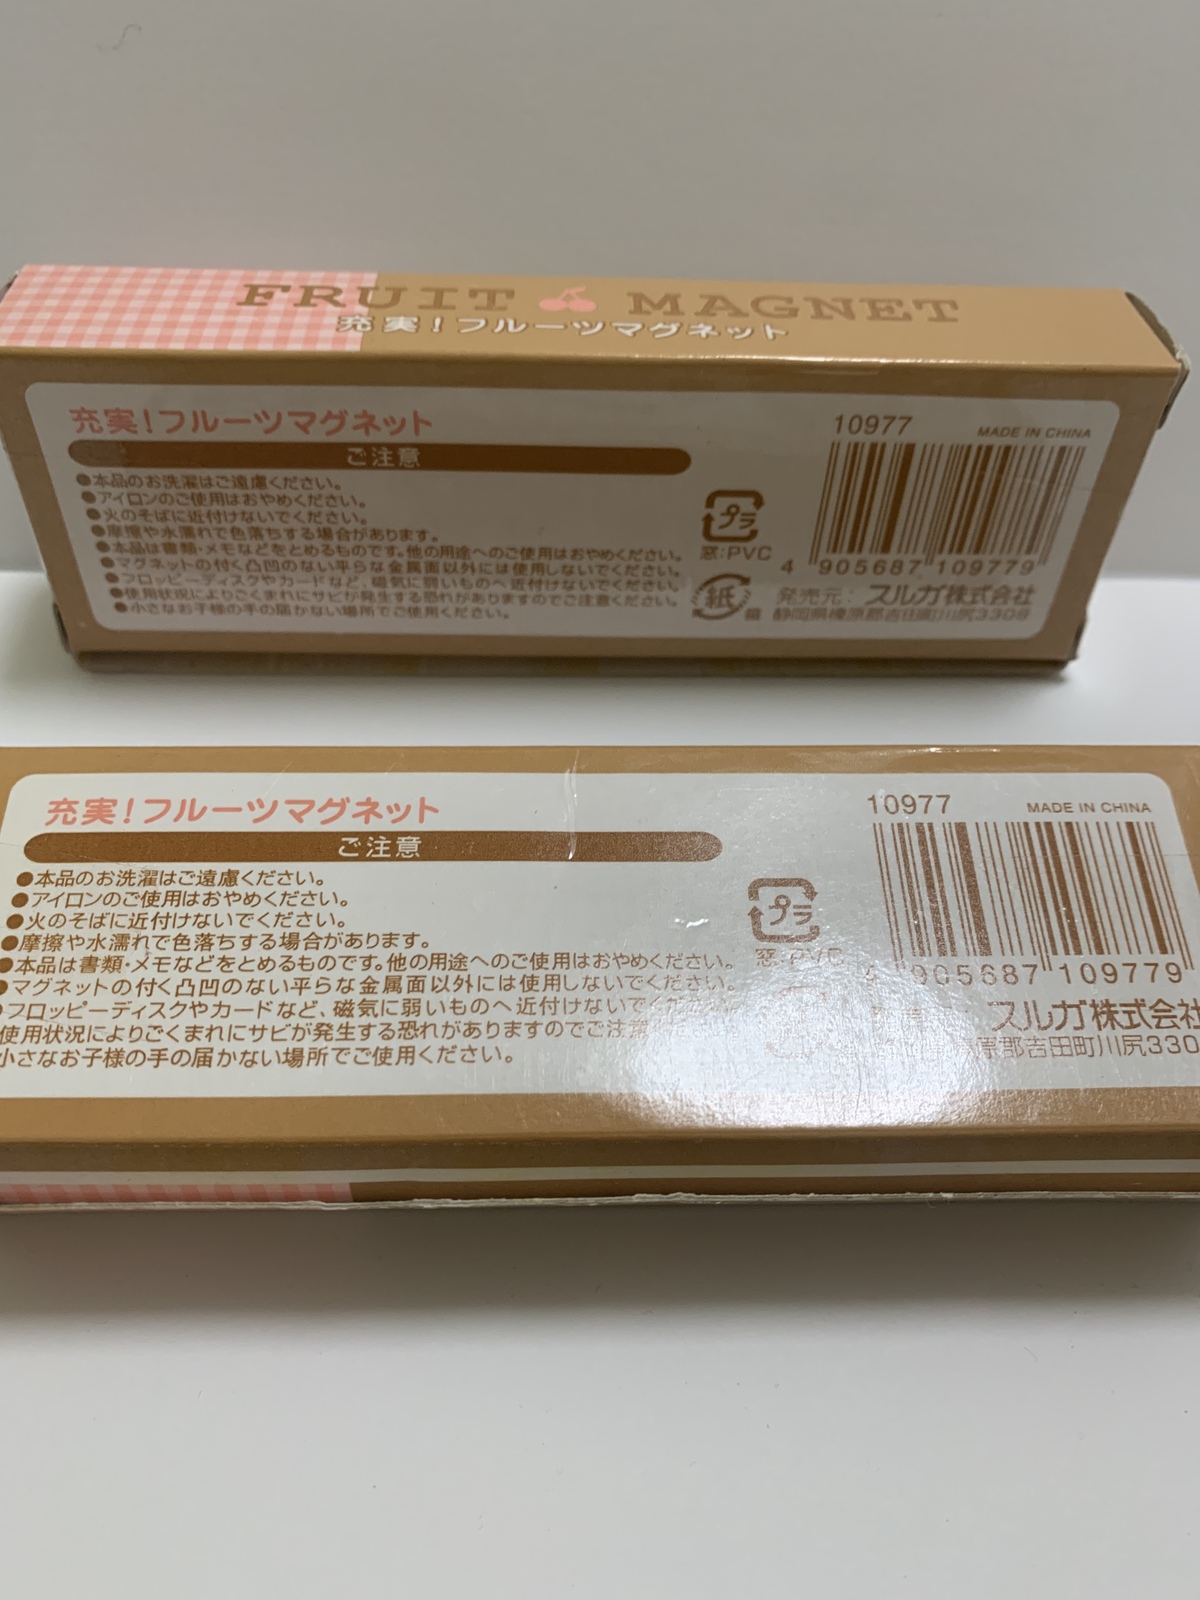 FRUIT MAGNET
充実!フルーツマグネット
充実!フルーツマグネット
ご注意
●本品のお洗濯はご遠慮ください。
●アイロンのご使用はおやめください。
●火のそばに近付けないでください。
●摩擦や水濡れで色落ちする場合があります。
●本品は書類・メモなどをとめるものです。他の用途へのご使用はおやめください。
●マグネットの付く凸凹のない平らな金属面以外には使用しないでください。
●フロッピーディスクやカードなど、磁気に弱いものへ近付けないでください。
●使用状況によりごくまれにサビが発生する恐れがありますのでご注意ください。
●小さなお子様の手の届かない場所でご使用ください。
プラ
窓:PVC
紙
箱
10977
MADE IN CHINA
4 905687 109779
発売元:スルガ株式会社
静岡県榛原郡吉田町川尻3308
充実!フルーツマグネット
ご注意
●本品のお洗濯はご遠慮ください。
●アイロンのご使用はおやめください。
●火のそばに近付けないでください。
●摩擦や水濡れで色落ちする場合があります。
●本品は書類・メモなどをとめるものです。他の用途へのご使用はおやめください。
●マグネットの付く凸凹のない平らな金属面以外には使用しないでください。
フロッピーディスクやカードなど、磁気に弱いものへ近付けないで
使用状況によりごくまれにサビが発生する恐れがありますのでご注意
小さなお子様の手の届かない場所でご使用ください。
プラ
窓:PVC
10977
MADE IN CHINA
4 905687 109779
スルガ株式会社
原郡吉田町川尻330